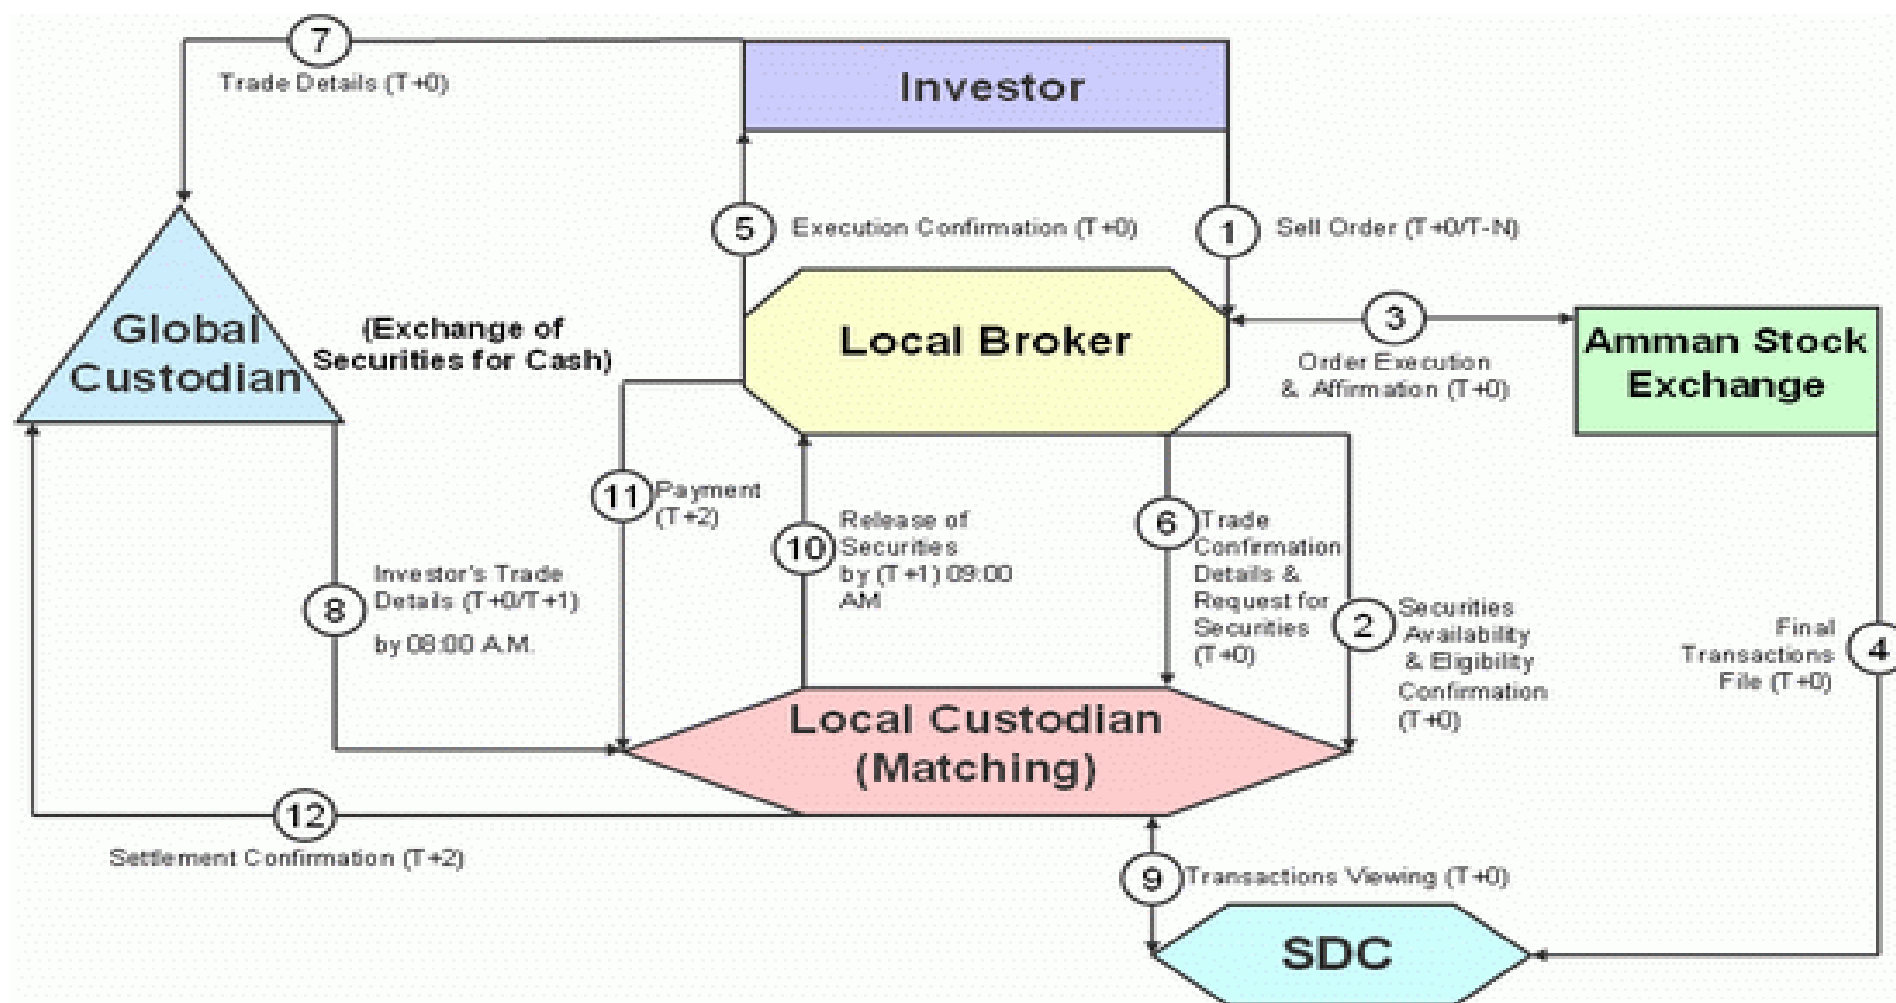 7
Trade Details (T+0)
Investor
5
Execution Confirmation (T+0)
1
Sell Order (T+0/T-N)
Global
Custodian
(Exchange of
Securities for Cash)
Local Broker
3
Order Execution
& Affirmation (T+0)
Amman Stock
Exchange
11
Payment
(T+2)
10
Release of
Securities
by (T+1) 09:00
AM
6
Trade
Confirmation
Details &
Request for
Securities
(T+0)
8
Investor's Trade
Details (T+0/T+1)
by 08:00 A.M.
2
Securities
Availability
& Eligibility
Confirmation
(T+0)
Final
Transactions
File (T+0)
4
Local Custodian
(Matching)
12
Settlement Confirmation (T+2)
9
Transactions Viewing (T+0)
SDC